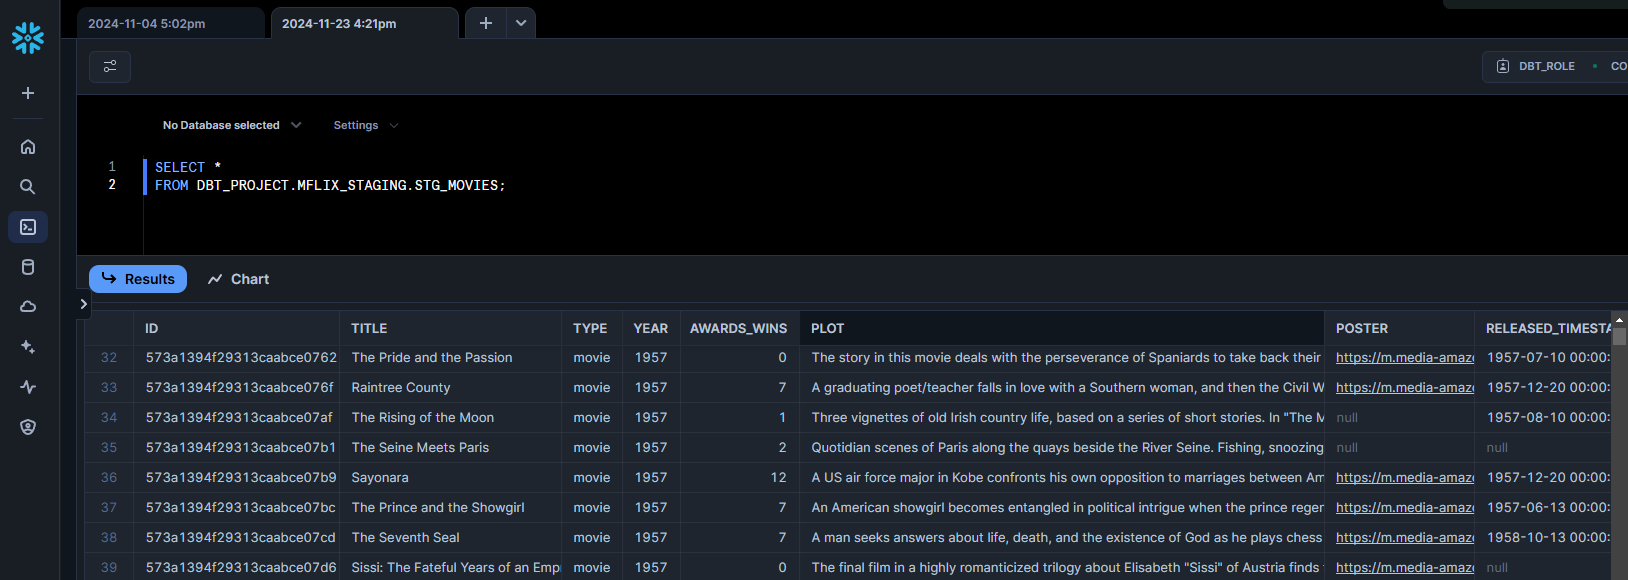 2024-11-04 5:02pm 2024-11-23 4:21pm
DBT_ROLE CO
No Database selected Settings
1 SELECT *
2 FROM DBT_PROJECT.MFLIX_STAGING.STG_MOVIES;
Results Chart
ID TITLE TYPE YEAR AWARDS_WINS PLOT POSTER RELEASED_TIMESTA
32 573a1394f29313caabce0762 The Pride and the Passion movie 1957 0 The story in this movie deals with the perseverance of Spaniards to take back their https://m.media-amazo 1957-07-10 00:00:
33 573a1394f29313caabce076f Raintree County movie 1957 7 A graduating poet/teacher falls in love with a Southern woman, and then the Civil W https://m.media-amazo 1957-12-20 00:00:
34 573a1394f29313caabce07af The Rising of the Moon movie 1957 1 Three vignettes of old Irish country life, based on a series of short stories. In "The M null 1957-08-10 00:00:
35 573a1394f29313caabce07b1 The Seine Meets Paris movie 1957 2 Quotidian scenes of Paris along the quays beside the River Seine. Fishing, snoozing null null
36 573a1394f29313caabce07b9 Sayonara movie 1957 12 A US air force major in Kobe confronts his own opposition to marriages between Am https://m.media-amazo 1957-12-20 00:00:
37 573a1394f29313caabce07bc The Prince and the Showgirl movie 1957 7 An American showgirl becomes entangled in political intrigue when the prince regen https://m.media-amazo 1957-06-13 00:00:
38 573a1394f29313caabce07cd The Seventh Seal movie 1957 7 A man seeks answers about life, death, and the existence of God as he plays chess https://m.media-amazo 1958-10-13 00:00:
39 573a1394f29313caabce07d6 Sissi: The Fateful Years of an Emp movie 1957 0 The final film in a highly romanticized trilogy about Elisabeth "Sissi" of Austria finds https://m.media-amazo null